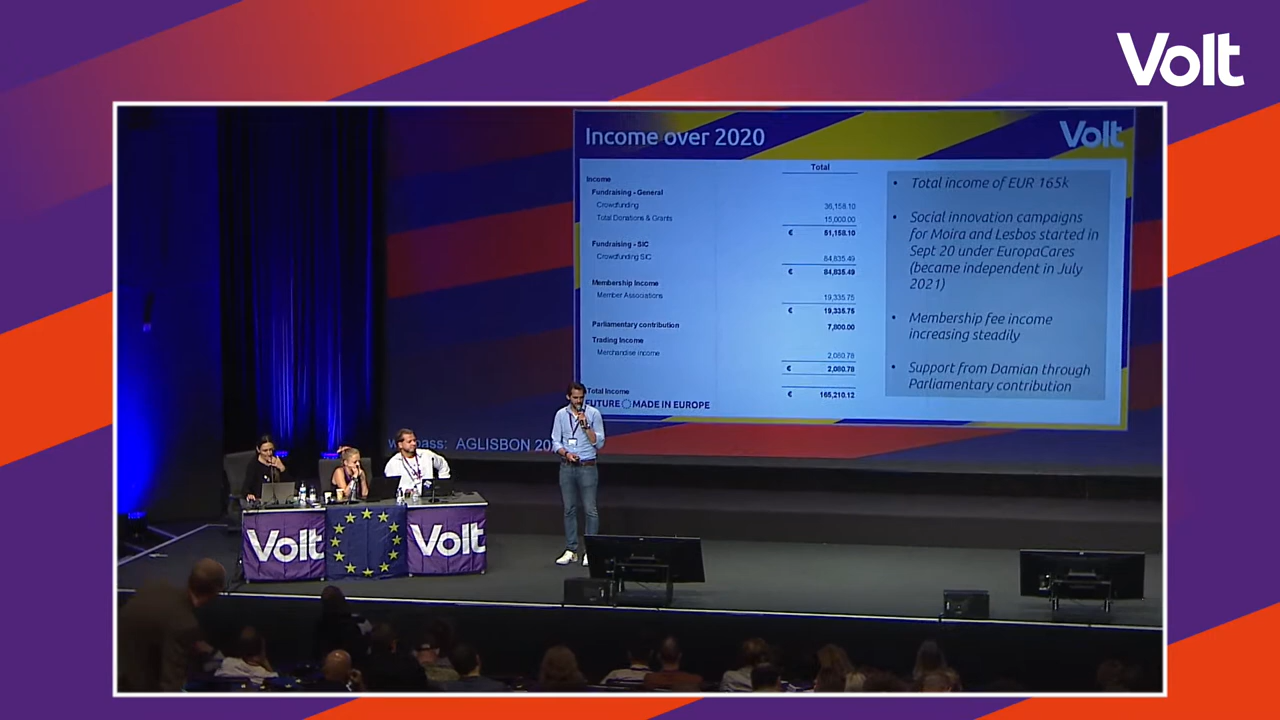 Volt
Income over 2020
Volt
Total
Income
Fundraising - General
Crowdfunding 36,158.10
Total Donations & Grants 15,000.00
€ 51,158.10
Fundraising - SIC
Crowdfunding SIC 84,835.49
€ 84,835.49
Membership Income
Member Associations 19,335.75
€ 19,335.75
Parliamentary contribution 7,800.00
Trading Income
Merchandise income 2,080.78
€ 2,080.78
Total Income
€ 165,210.12
FUTURE MADE IN EUROPE
• Total income of EUR 165k
• Social innovation campaigns
for Moira and Lesbos started in
Sept 20 under EuropaCares
(became independent in July
2021)
• Membership fee income
increasing steadily
• Support from Damian through
Parliamentary contribution
AGLISBON
Volt
Volt